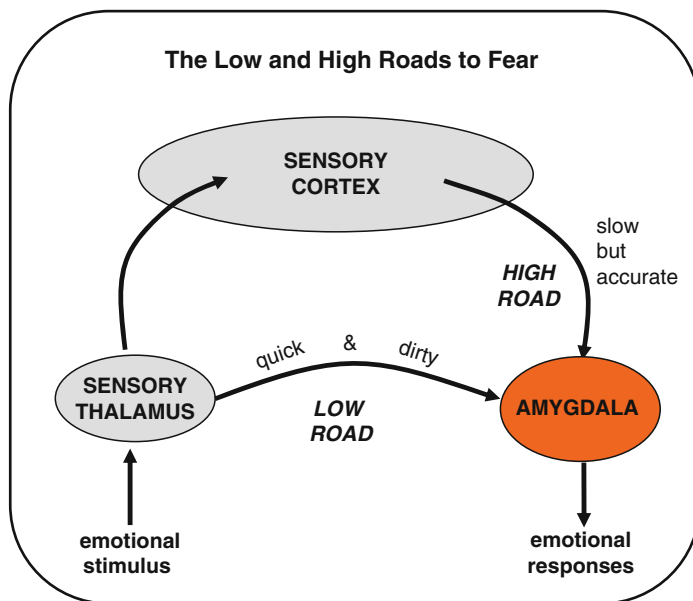 The Low and High Roads to Fear
SENSORY
CORTEX
slow
but
accurate
HIGH
ROAD
quick & dirty
SENSORY
THALAMUS
LOW
ROAD
AMYGDALA
emotional
stimulus
emotional
responses